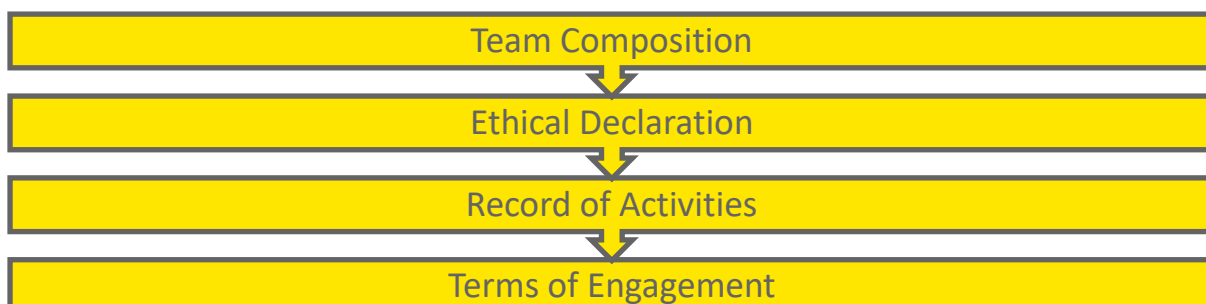 Team Composition
Ethical Declaration
Record of Activities
Terms of Engagement